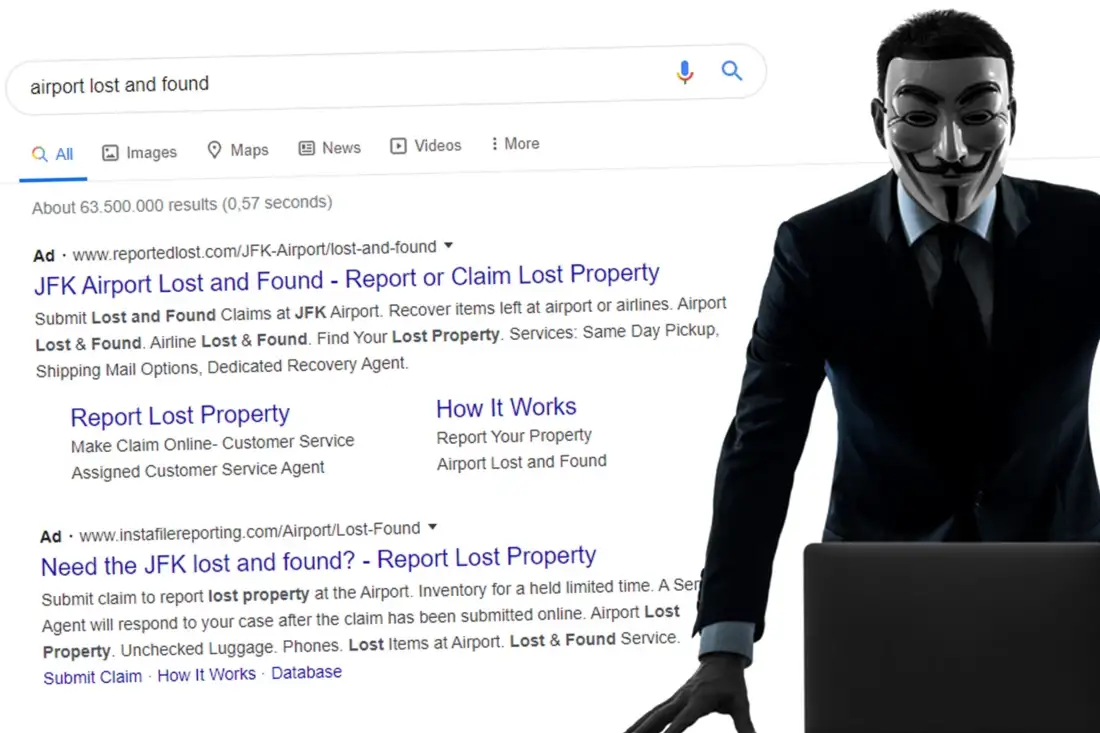 airport lost and found
All Images Maps News Videos More
About 63.500.000 results (0,57 seconds)
Ad · www.reportedlost.com/JFK-Airport/lost-and-found
JFK Airport Lost and Found - Report or Claim Lost Property
Submit Lost and Found Claims at JFK Airport. Recover items left at airport or airlines. Airport
Lost & Found. Airline Lost & Found. Find Your Lost Property. Services: Same Day Pickup,
Shipping Mail Options, Dedicated Recovery Agent.
Report Lost Property
Make Claim Online- Customer Service
Assigned Customer Service Agent
How It Works
Report Your Property
Airport Lost and Found
Ad · www.instafilereporting.com/Airport/Lost-Found
Need the JFK lost and found? - Report Lost Property
Submit claim to report lost property at the Airport. Inventory for a held limited time. A Ser
Agent will respond to your case after the claim has been submitted online. Airport Lost
Property. Unchecked Luggage. Phones. Lost Items at Airport. Lost & Found Service.
Submit Claim · How It Works · Database